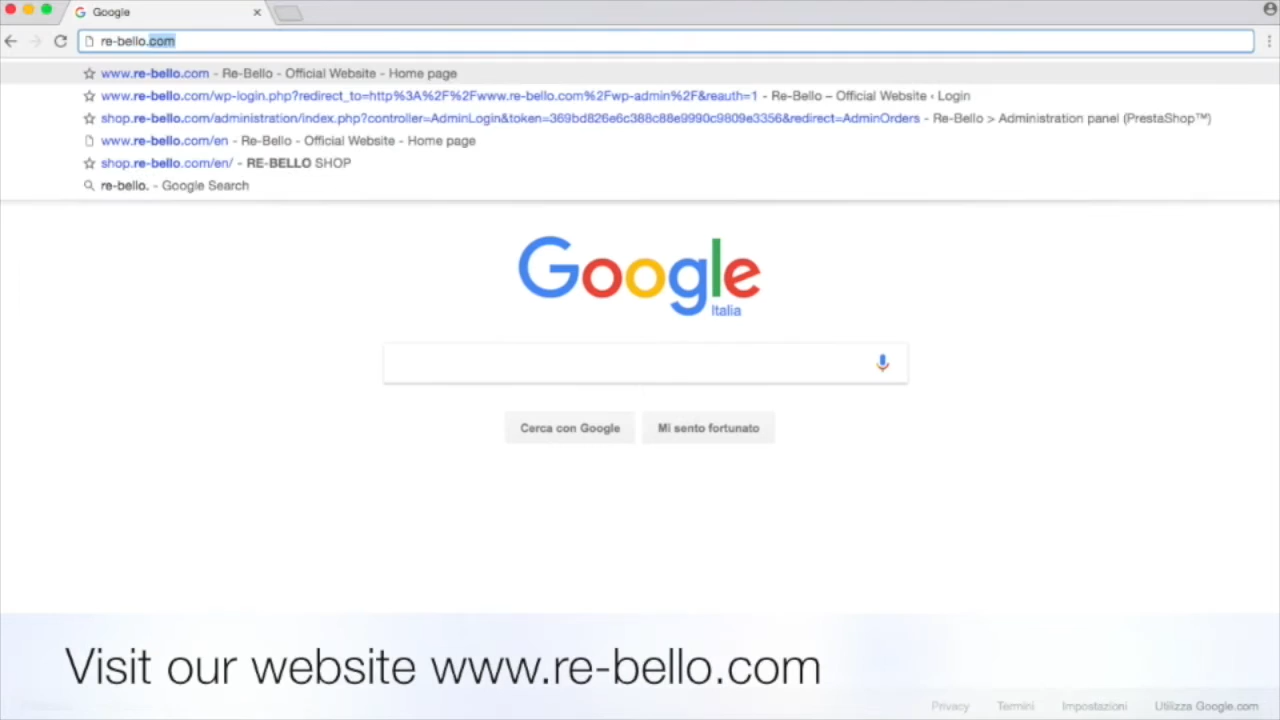 Google
re-bello.com
www.re-bello.com - Re-Bello - Official Website - Home page
www.re-bello.com/wp-login.php?redirect_to=http%3A%2F%2Fwww.re-bello.com%2Fwp-admin%2F&reauth=1 - Re-Bello – Official Website ‹ Login
shop.re-bello.com/administration/index.php?controller=AdminLogin&token=369bd826e6c388c88e9990c9809e3356&redirect=AdminOrders - Re-Bello > Administration panel (PrestaShop™)
www.re-bello.com/en - Re-Bello - Official Website - Home page
shop.re-bello.com/en/ - RE-BELLO SHOP
re-bello. - Google Search
Google
Italia
Cerca con Google
Mi sento fortunato
Visit our website www.re-bello.com
Privacy Termini Impostazioni Utilizza Google.com